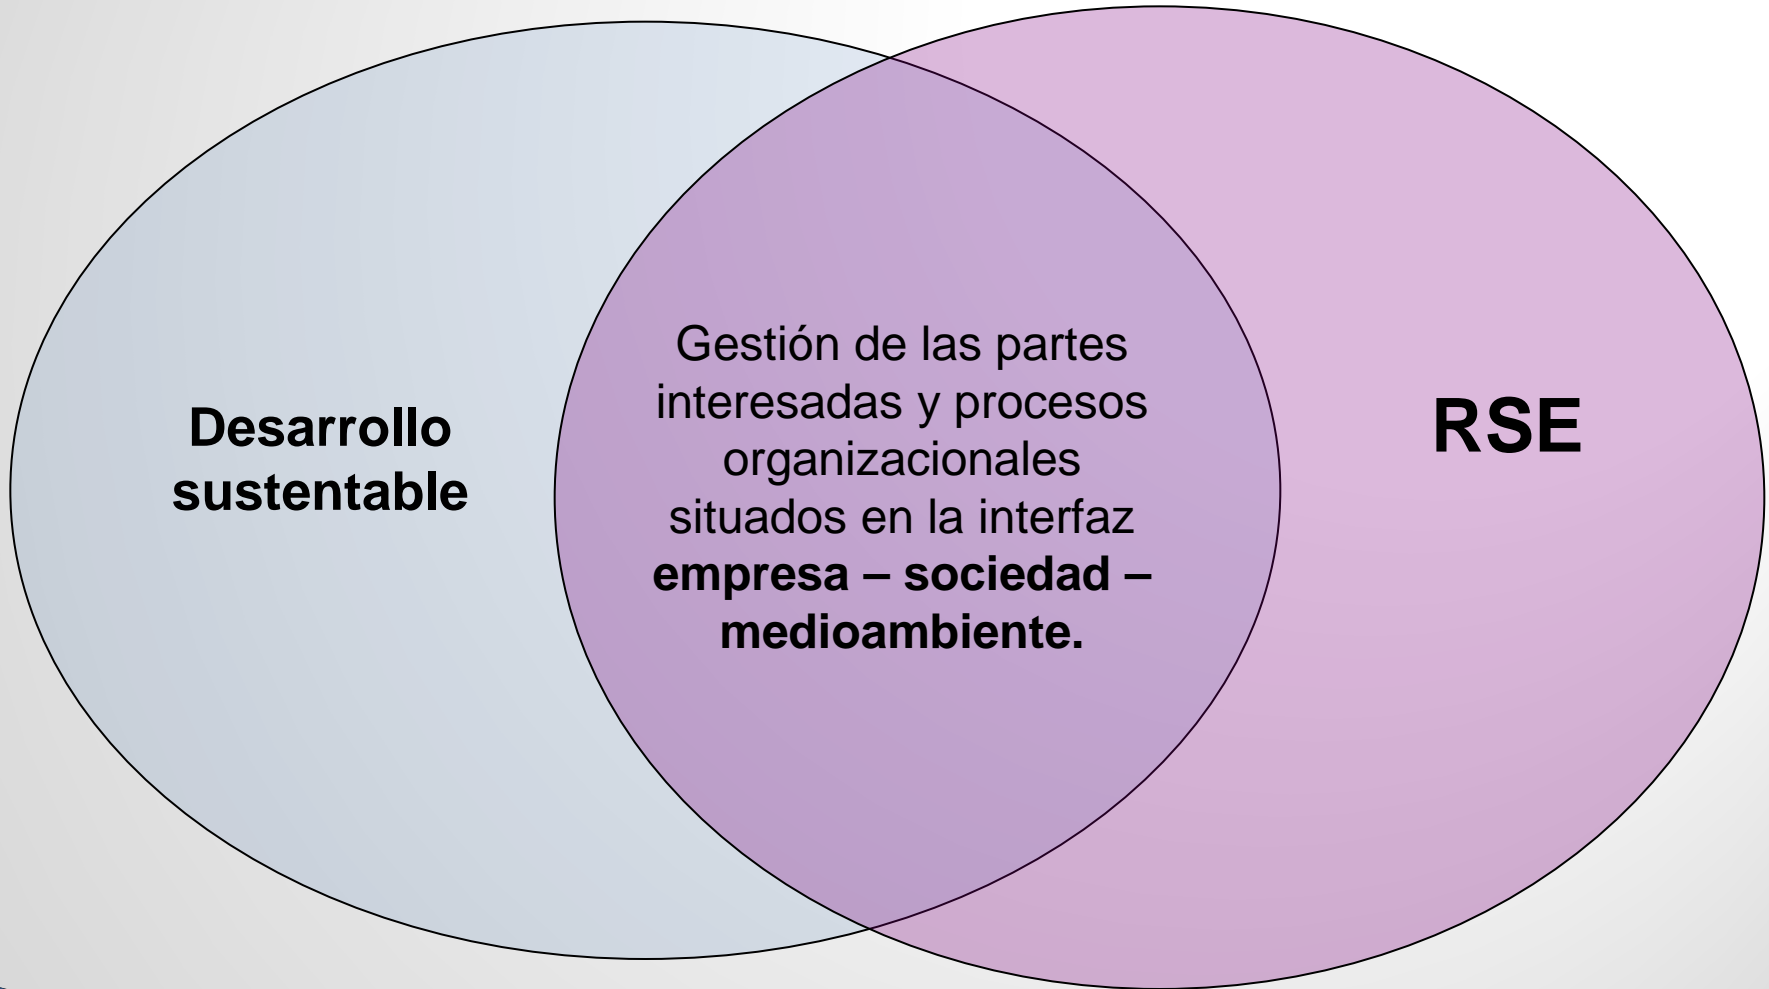 Desarrollo
sustentable
Gestión de las partes
interesadas y procesos
organizacionales
situados en la interfaz
empresa – sociedad –
medioambiente.
RSE